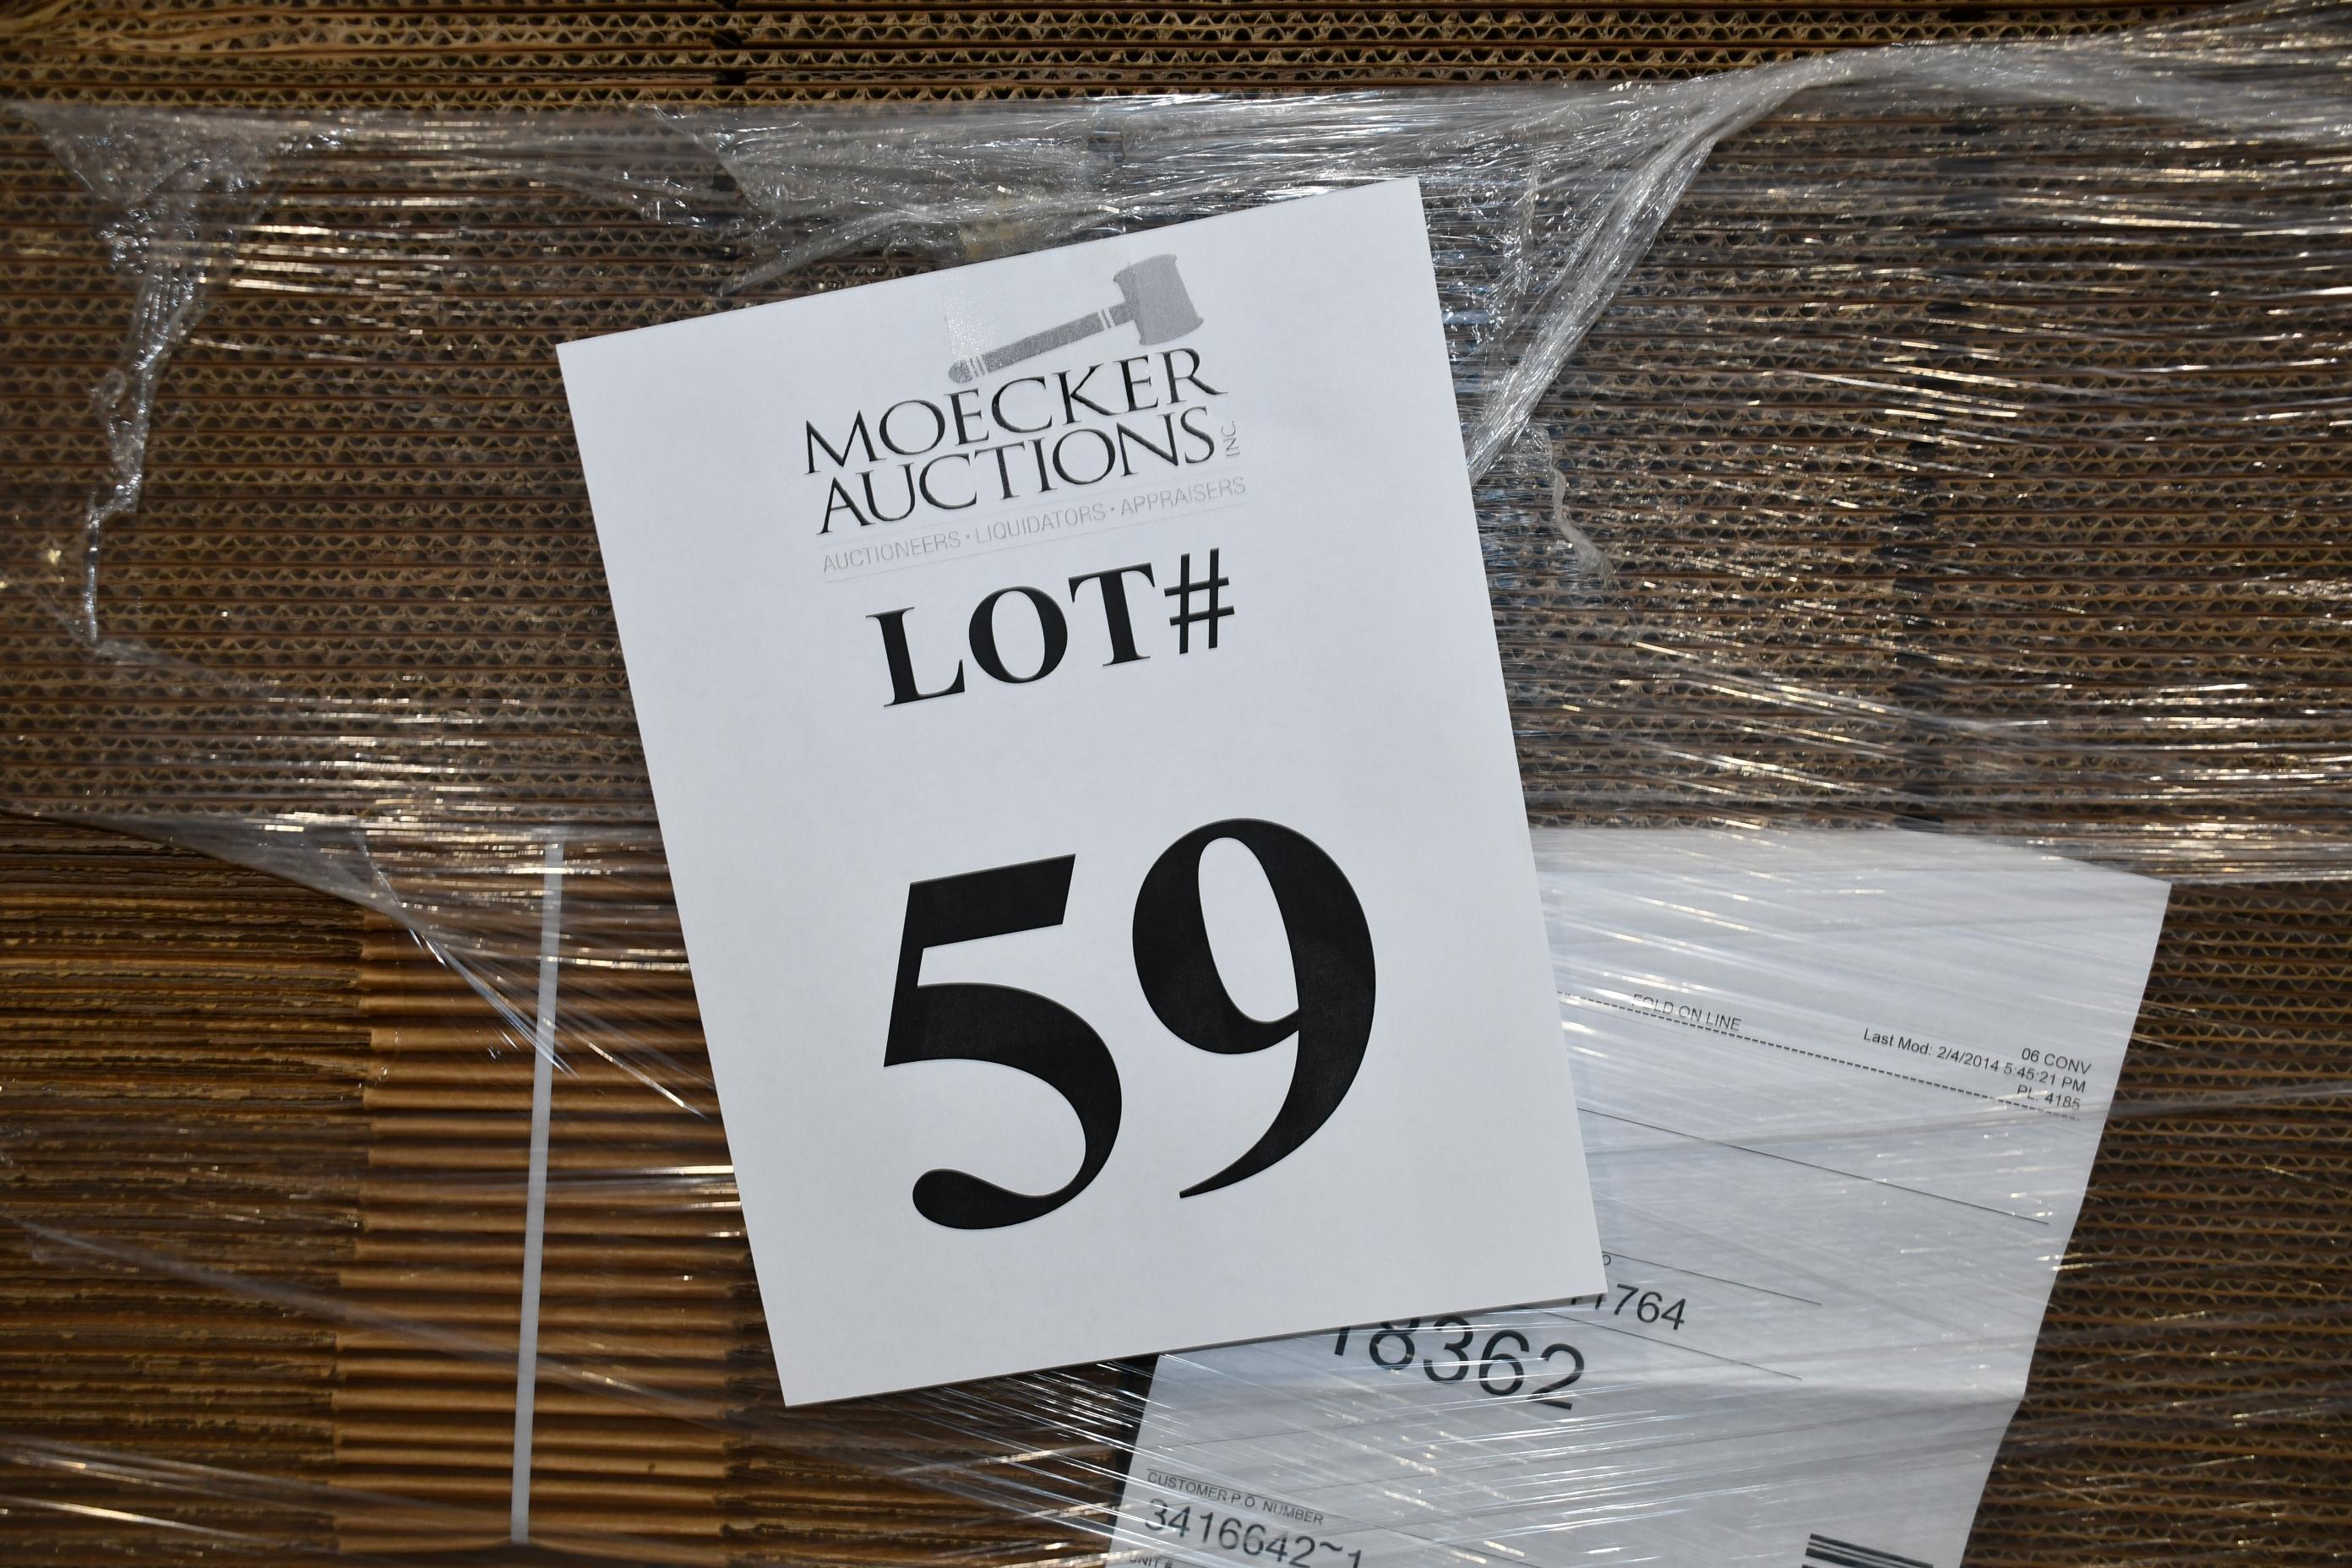 MOECKER
AUCTIONS INC.
AUCTIONEERS • LIQUIDATORS • APPRAISERS
LOT#
59
FOLD ON LINE
06 CONV
Last Mod: 2/4/2014 5:45:21 PM
PL: 4185
1764
18362
CUSTOMER P.O. NUMBER
3416642~1
UNIT #